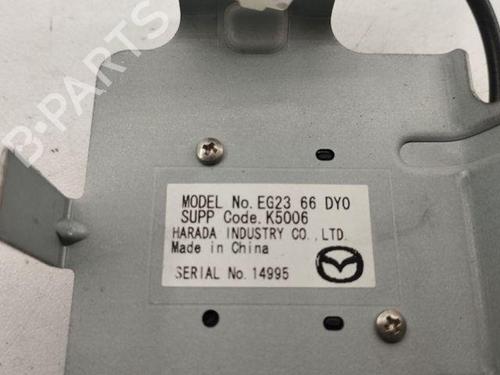 B-PARTS
MODEL No. EG23 66 DY0
SUPP Code. K5006
HARADA INDUSTRY CO., LTD.
Made in China
SERIAL No. 14995